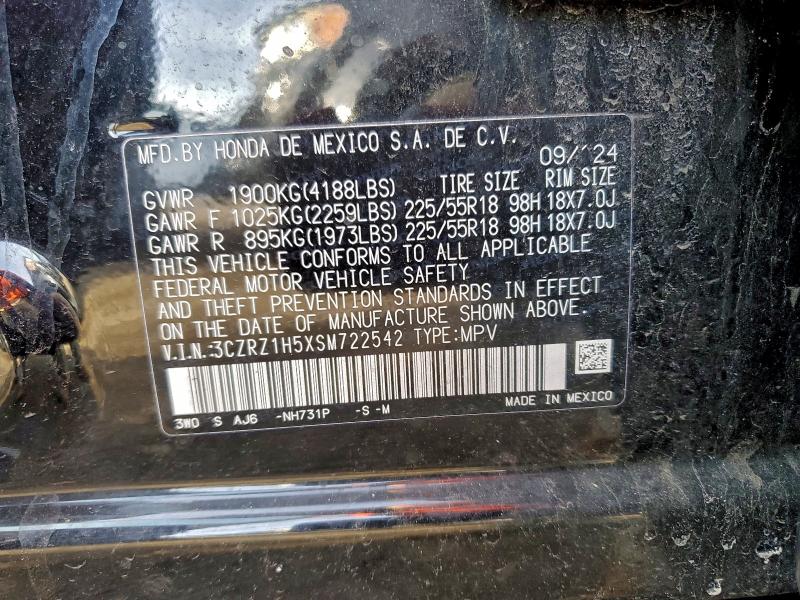 MFD.BY HONDA DE MEXICO S.A. DE C.V. 09/'24
GVWR 1900KG(4188LBS) TIRE SIZE RIM SIZE
GAWR F 1025KG(2259LBS) 225/55R18 98H 18X7.0J
GAWR R 895KG(1973LBS) 225/55R18 98H 18X7.0J
THIS VEHICLE CONFORMS TO ALL APPLICABLE
FEDERAL MOTOR VEHICLE SAFETY
AND THEFT PREVENTION STANDARDS IN EFFECT
ON THE DATE OF MANUFACTURE SHOWN ABOVE.
V.I.N.:3CZRZ1H5XSM722542 TYPE:MPV
3W0 S AJ6 -NH731P -S -M MADE IN MEXICO